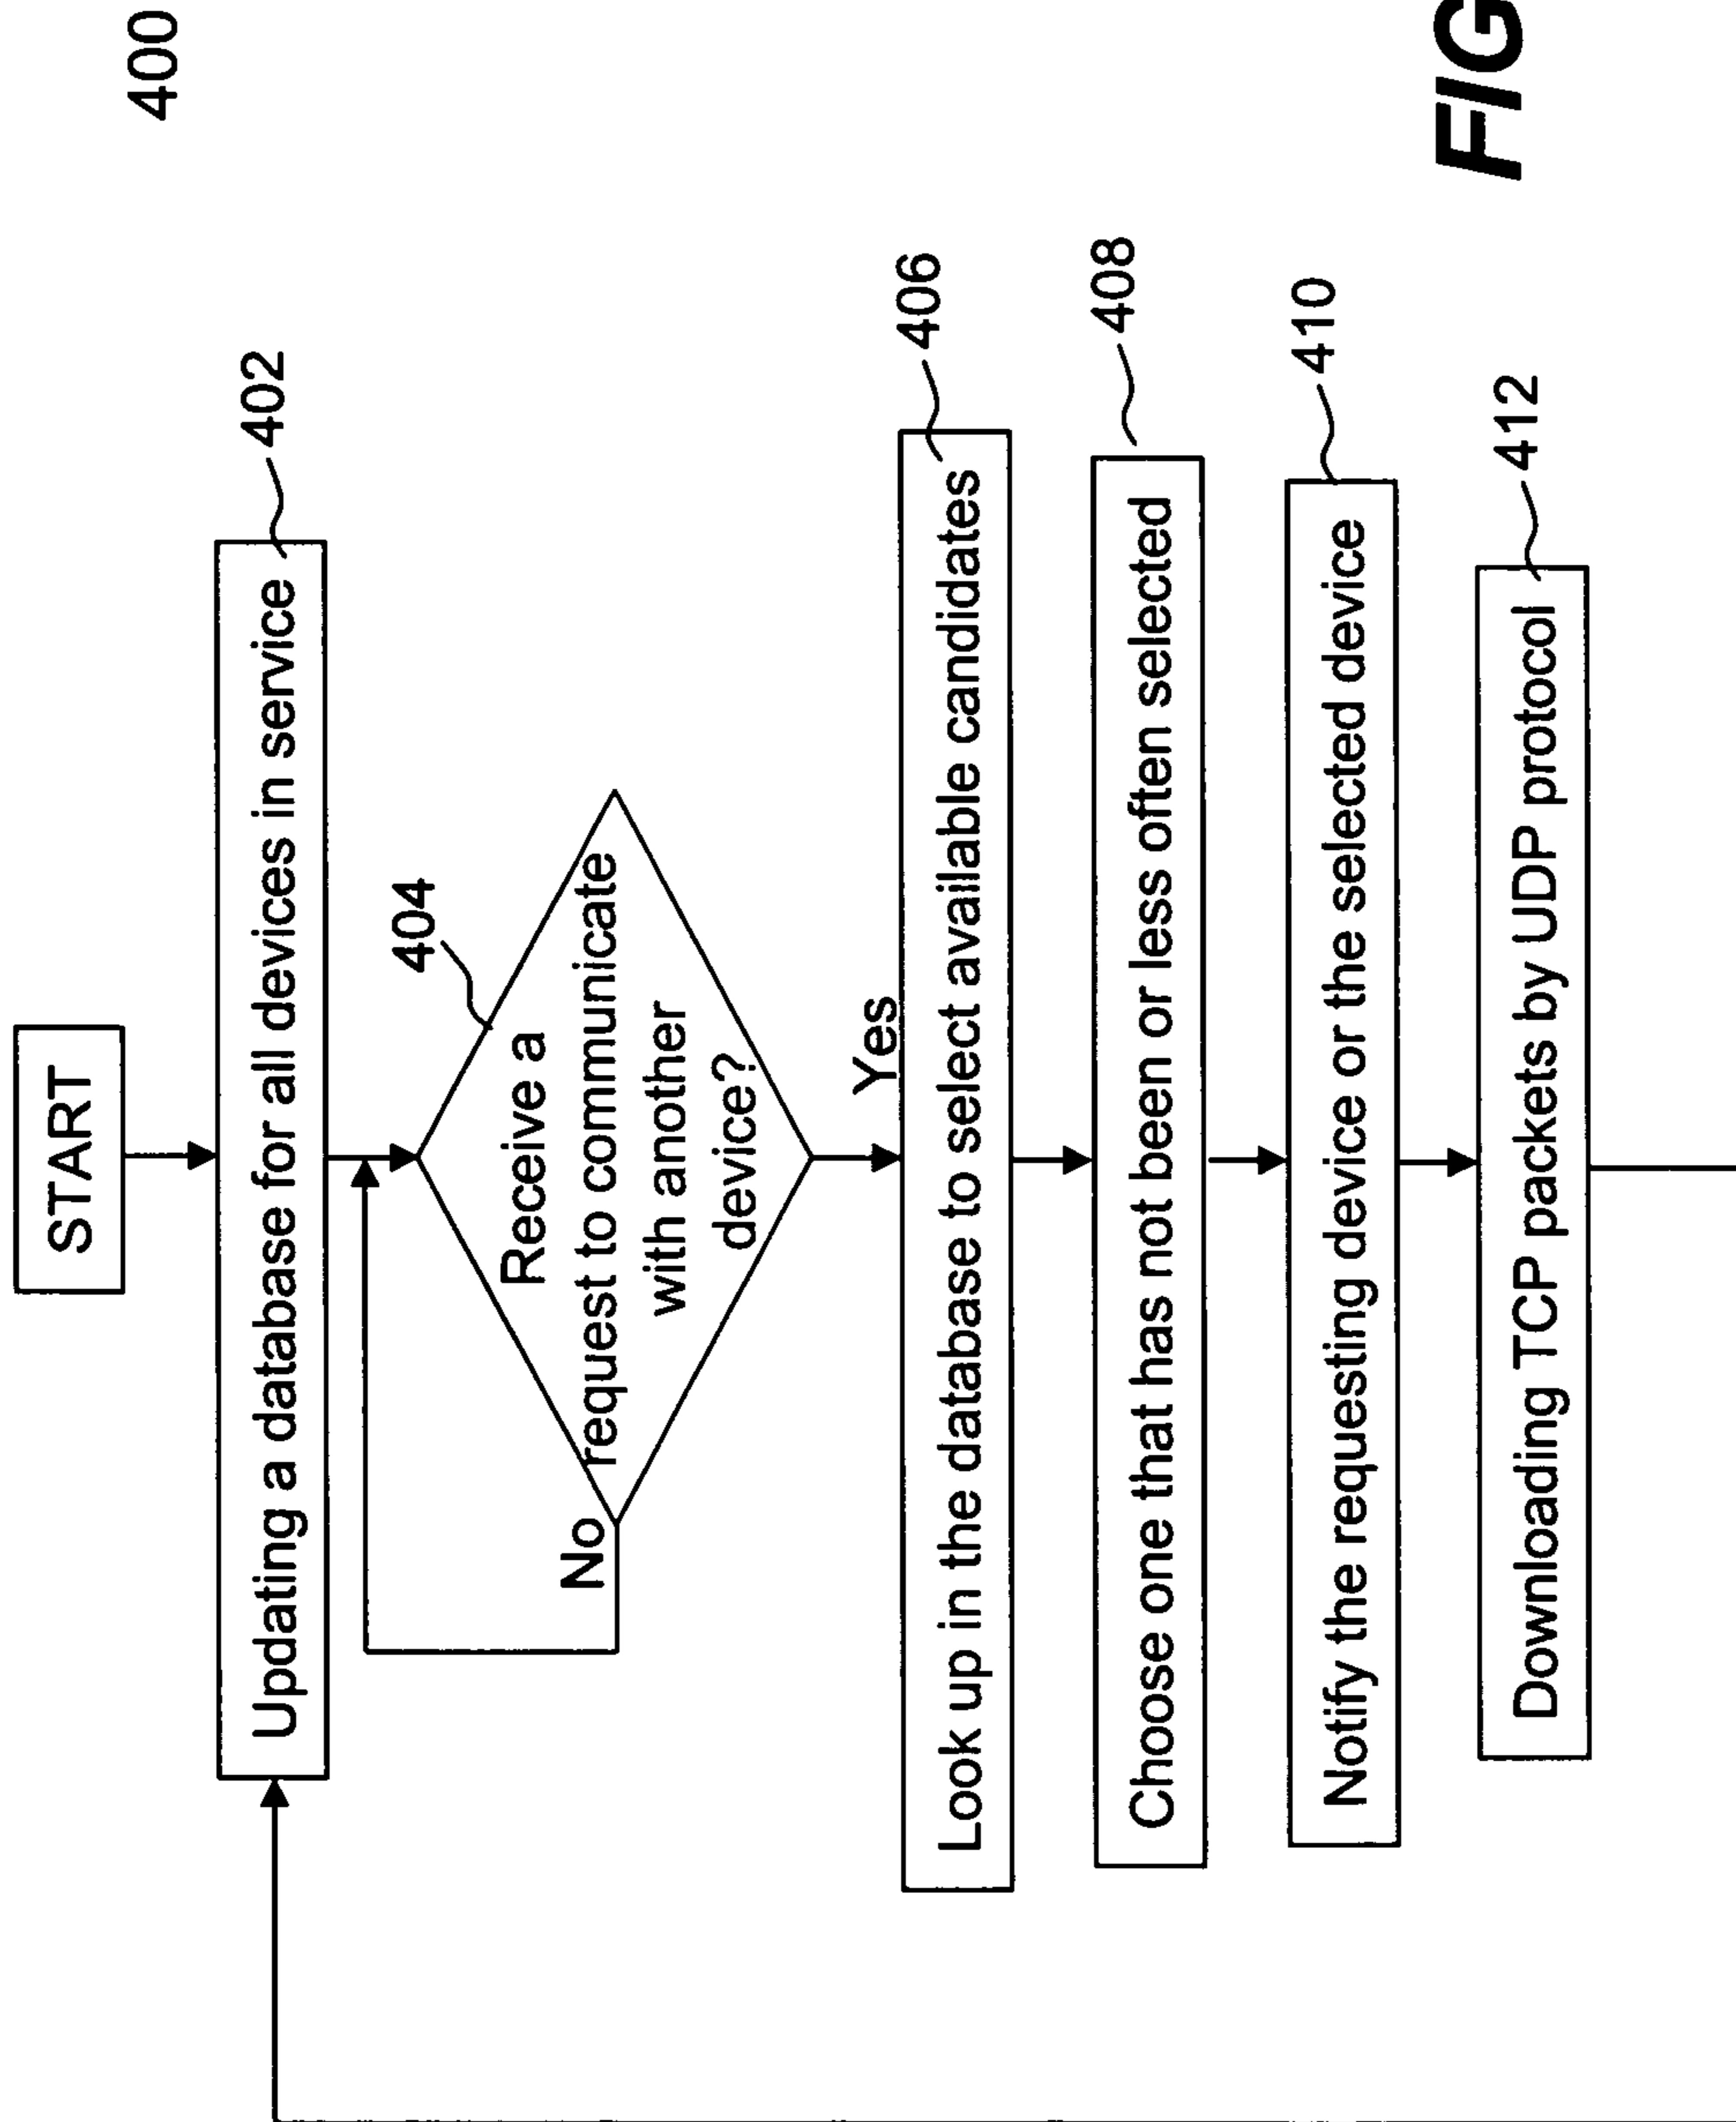 400
START
Updating a database for all devices in service
402
404
Receive a
request to communicate
with another
device?
No
Yes
Look up in the database to select available candidates
406
Choose one that has not been or less often selected
408
Notify the requesting device or the selected device
410
Downloading TCP packets by UDP protocol
412
FIG